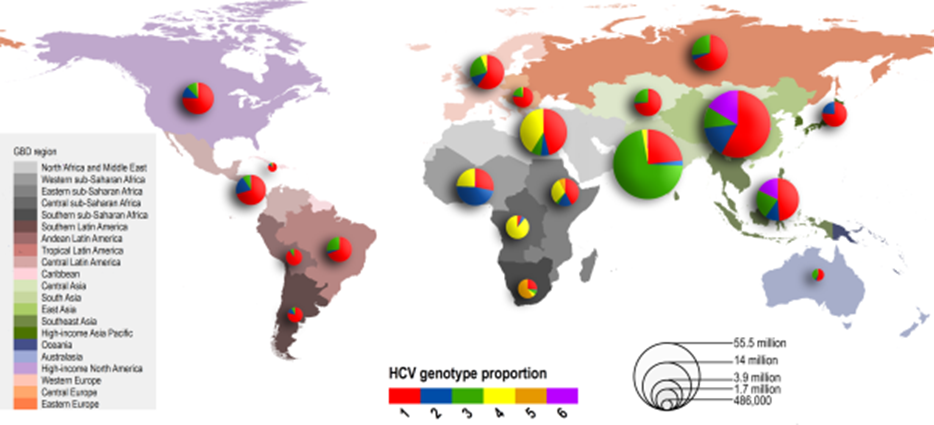 GBD region
North Africa and Middle East
Western sub-Saharan Africa
Eastern sub-Saharan Africa
Central sub-Saharan Africa
Southern sub-Saharan Africa
Southern Latin America
Andean Latin America
Tropical Latin America
Central Latin America
Caribbean
Central Asia
South Asia
East Asia
Southeast Asia
High-income Asia Pacific
Oceania
Australasia
High-income North America
Western Europe
Central Europe
Eastern Europe
HCV genotype proportion
1 2 3 4 5 6
55.5 million
14 million
3.9 million
1.7 million
486,000